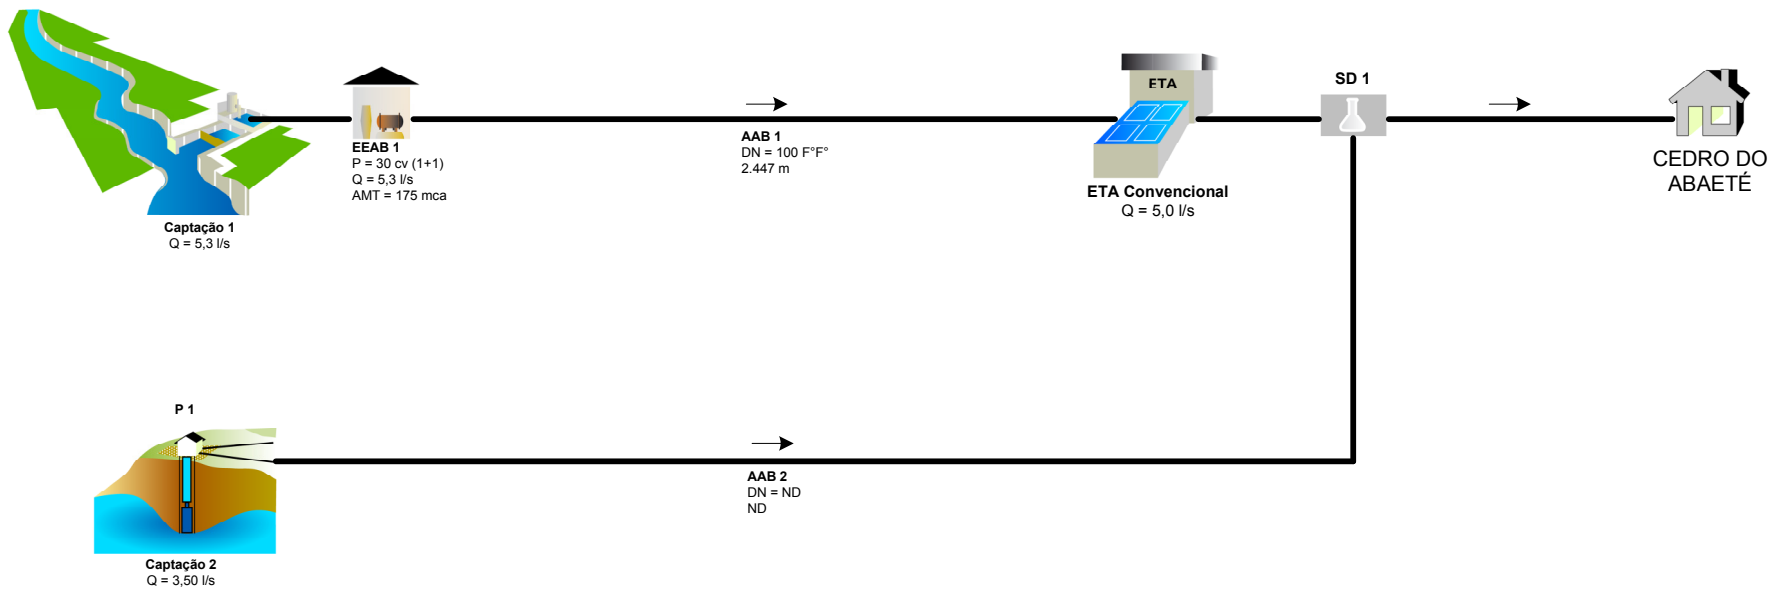 EEAB 1
P = 30 cv (1+1)
Q = 5,3 l/s
AMT = 175 mca
Captação 1
Q = 5,3 l/s
AAB 1
DN = 100 F°F°
2.447 m
ETA
ETA Convencional
Q = 5,0 l/s
SD 1
CEDRO DO
ABAETÉ
P 1
Captação 2
Q = 3,50 l/s
AAB 2
DN = ND
ND